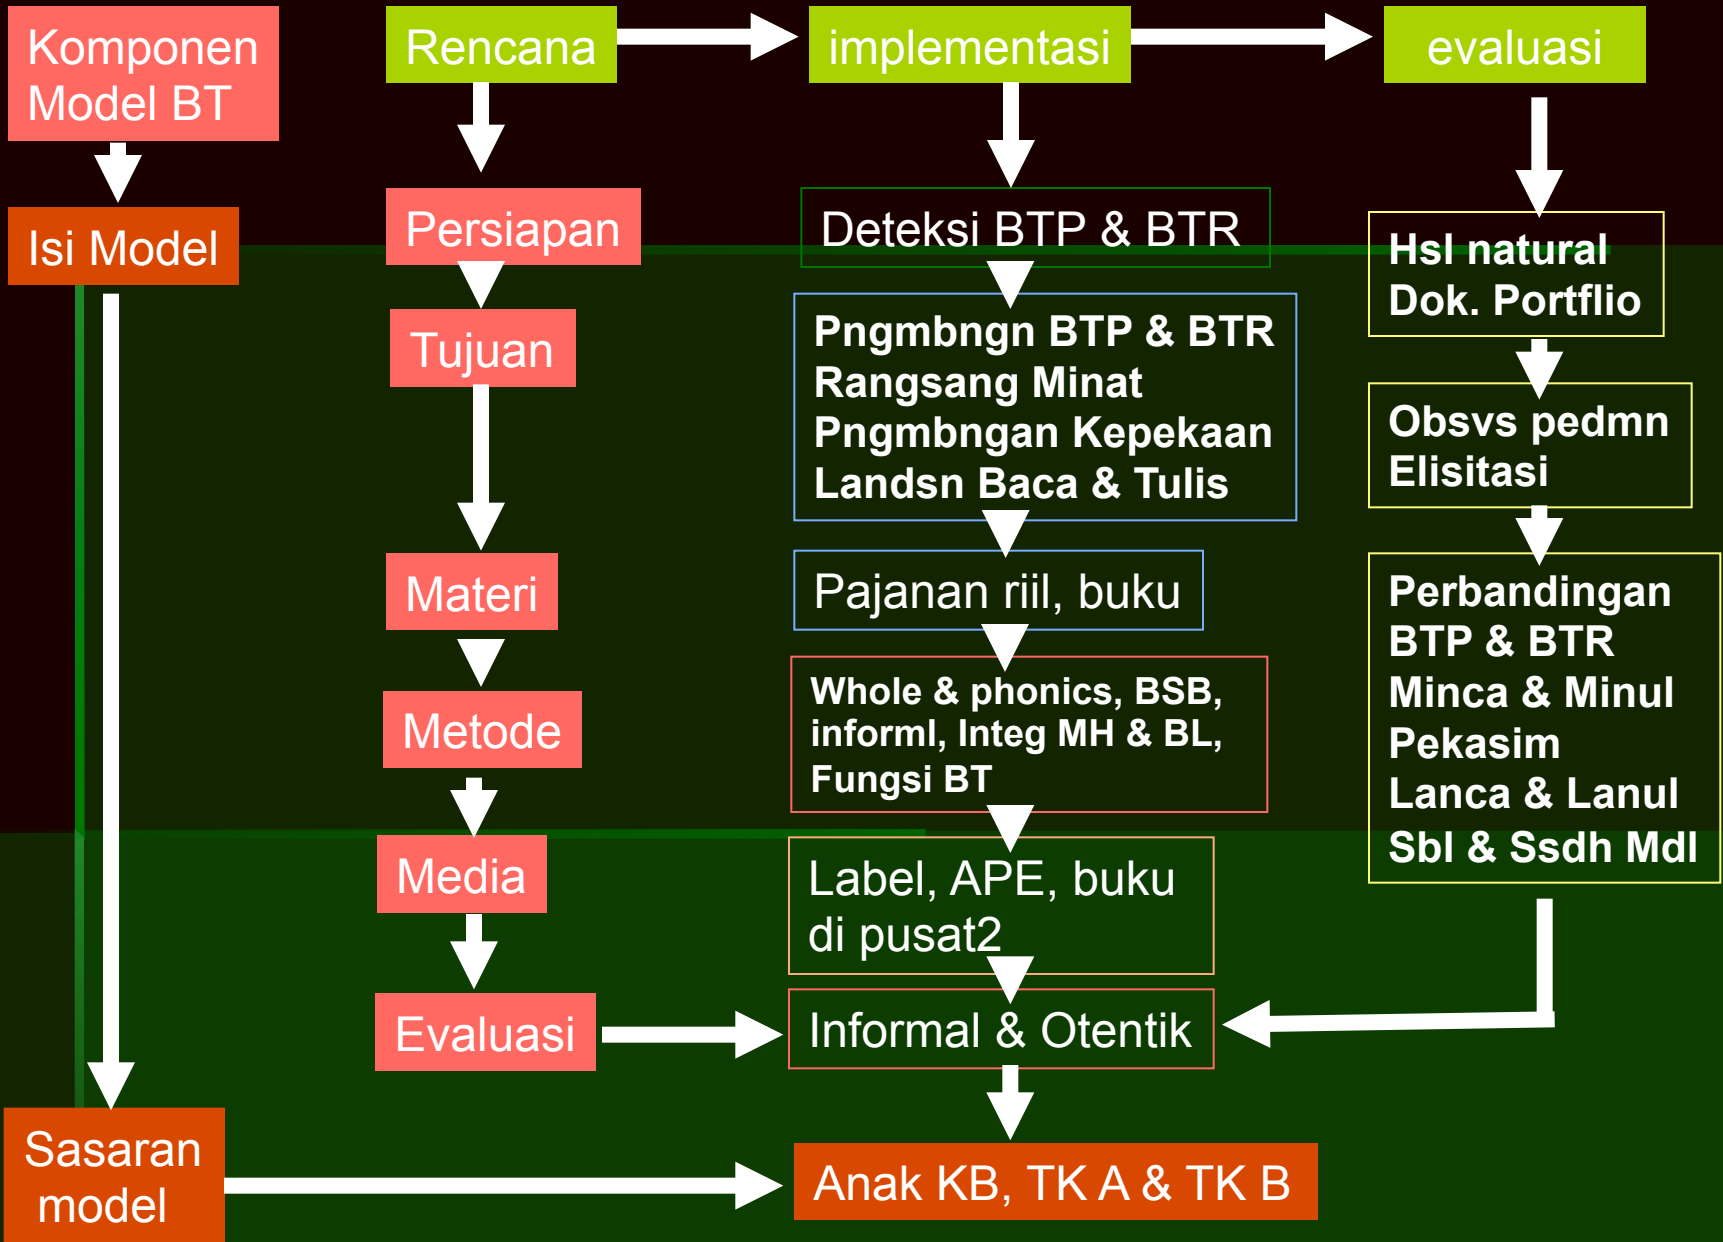 Komponen
Model BT
Rencana
implementasi
evaluasi
Isi Model
Persiapan
Deteksi BTP & BTR
Hsl natural
Dok. Portflio
Tujuan
Pngmbngn BTP & BTR
Rangsang Minat
Pngmbngan Kepekaan
Landsn Baca & Tulis
Obsvs pedmn
Elisitasi
Materi
Pajanan riil, buku
Perbandingan
BTP & BTR
Minca & Minul
Pekasim
Lanca & Lanul
Sbl & Ssdh Mdl
Metode
Whole & phonics, BSB,
informl, Integ MH & BL,
Fungsi BT
Media
Label, APE, buku
di pusat2
Evaluasi
Informal & Otentik
Sasaran
model
Anak KB, TK A & TK B